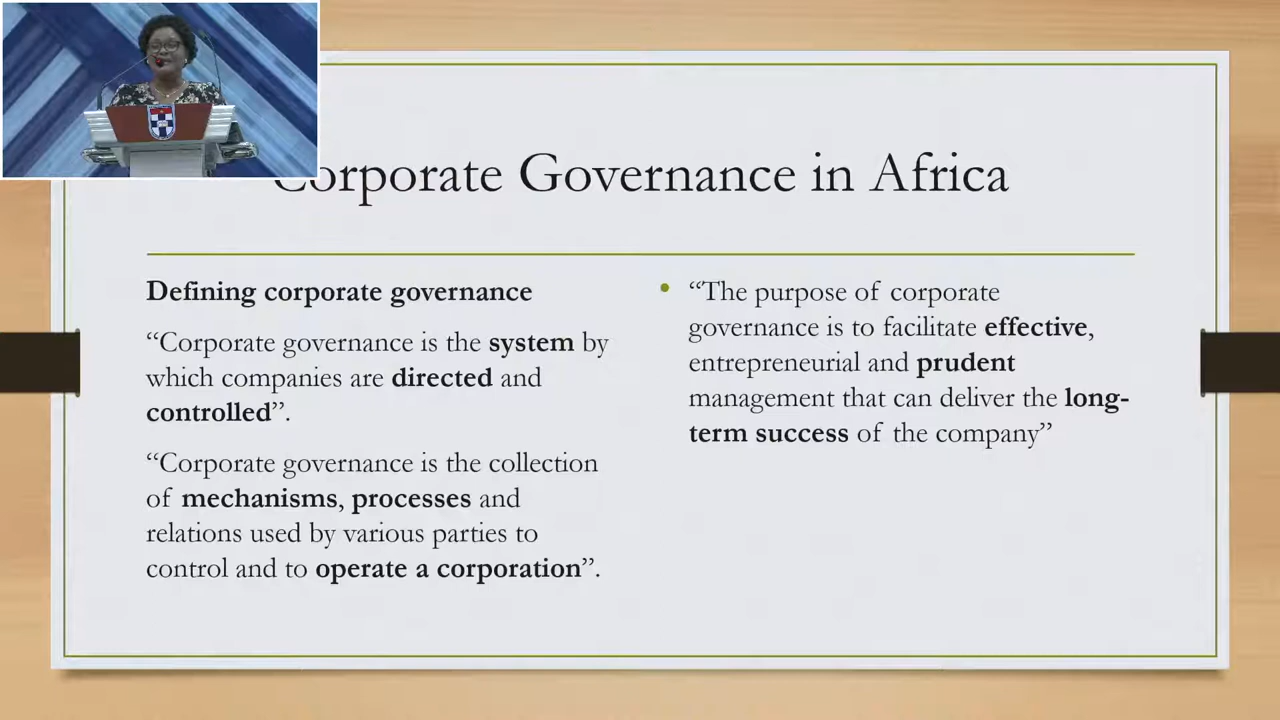 Corporate Governance in Africa
Defining corporate governance
“Corporate governance is the system by
which companies are directed and
controlled”.
“Corporate governance is the collection
of mechanisms, processes and
relations used by various parties to
control and to operate a corporation”.
• “The purpose of corporate
governance is to facilitate effective,
entrepreneurial and prudent
management that can deliver the long-
term success of the company”